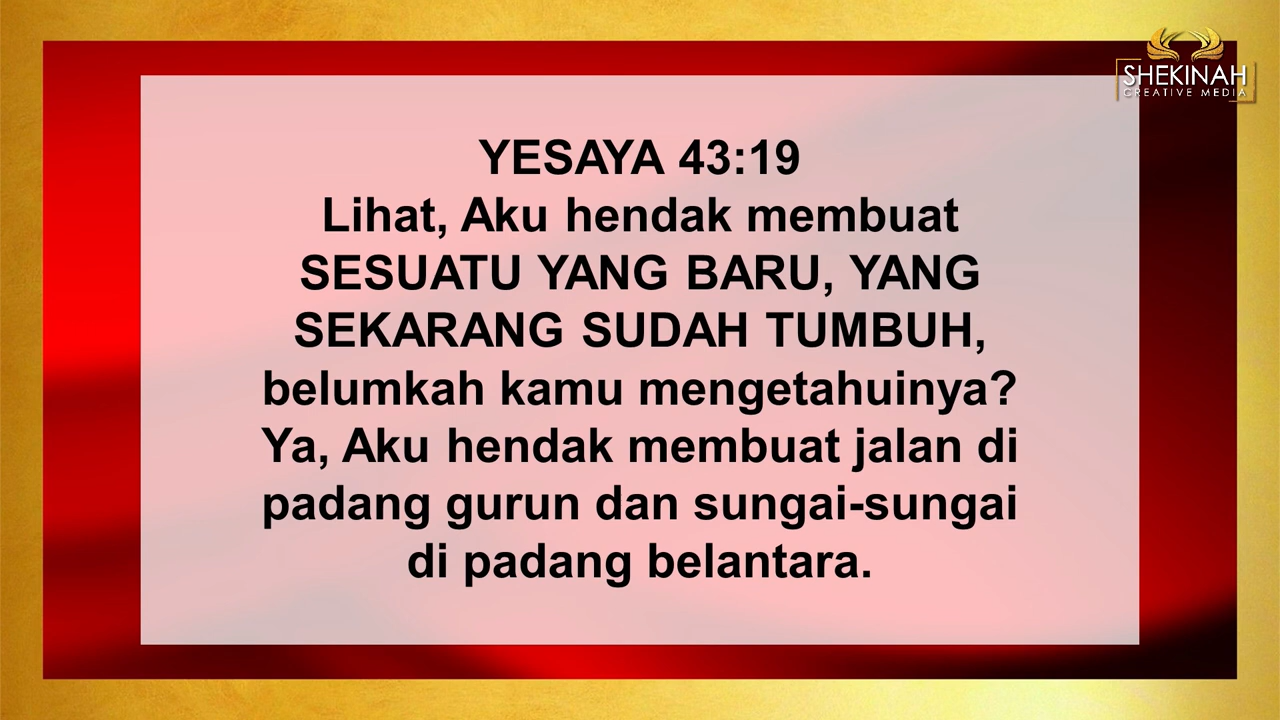 SHEKINAH
CREATIVE MEDIA
YESAYA 43:19
Lihat, Aku hendak membuat
SESUATU YANG BARU, YANG
SEKARANG SUDAH TUMBUH,
belumkah kamu mengetahuinya?
Ya, Aku hendak membuat jalan di
padang gurun dan sungai-sungai
di padang belantara.